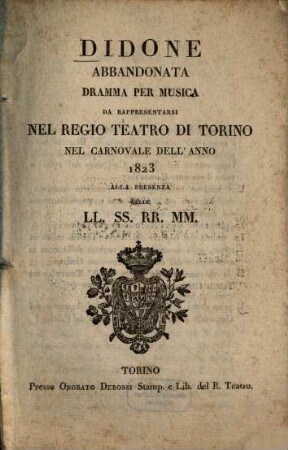 DIDONE
ABBANDONATA
DRAMMA PER MUSICA
DA RAPPRESENTARSI
NEL REGIO TEATRO DI TORINO
NEL CARNOVALE DELL'ANNO
1823
ALLA PRESENZA
DELLE
LL. SS. RR. MM.
TORINO
Presso ONORATO DEROSSI Stamp. e Lib. del R. Teatro.